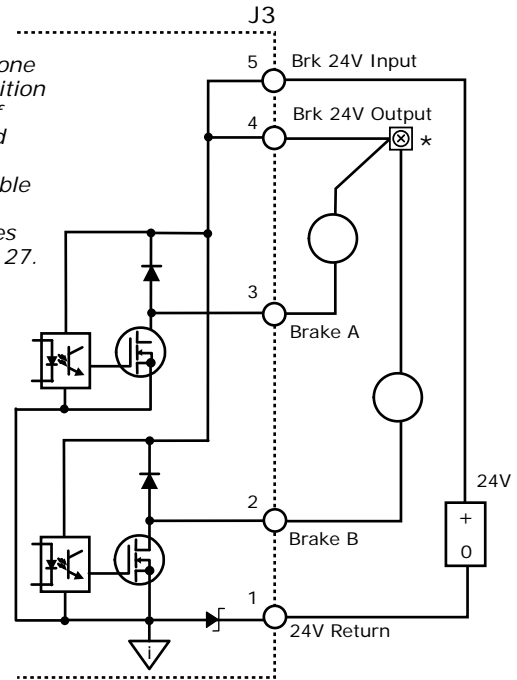 J3
one
ition
f
d
ble
es
27.
5 Brk 24V Input
4 Brk 24V Output
*
3
Brake A
24V
+
0
2
Brake B
1
24V Return
i